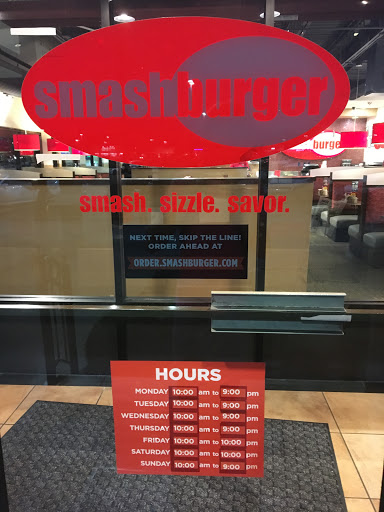 smashburger
burger
smash. sizzle. savor.
NEXT TIME, SKIP THE LINE!
ORDER AHEAD AT
ORDER.SMASHBURGER.COM
HOURS
MONDAY 10:00 am to 9:00 pm
TUESDAY 10:00 am to 9:00 pm
WEDNESDAY 10:00 am to 9:00 pm
THURSDAY 10:00 am to 9:00 pm
FRIDAY 10:00 am to 10:00 pm
SATURDAY 10:00 am to 10:00 pm
SUNDAY 10:00 am to 9:00 pm